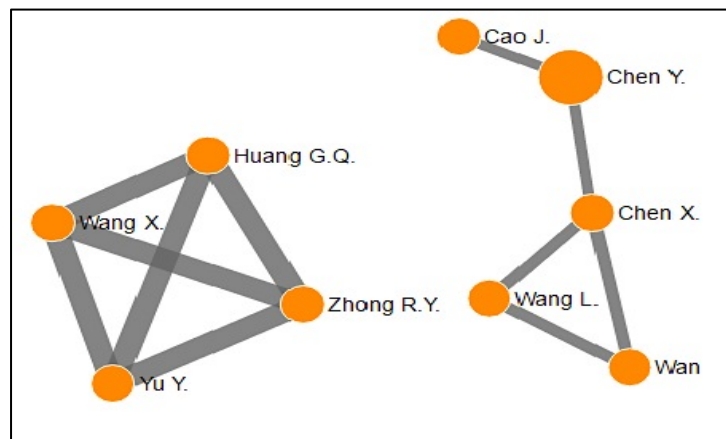 Cao J.
Chen Y.
Huang G.Q.
Chen X.
Wang X.
Wang L.
Zhong R.Y.
Wan
Yu Y.